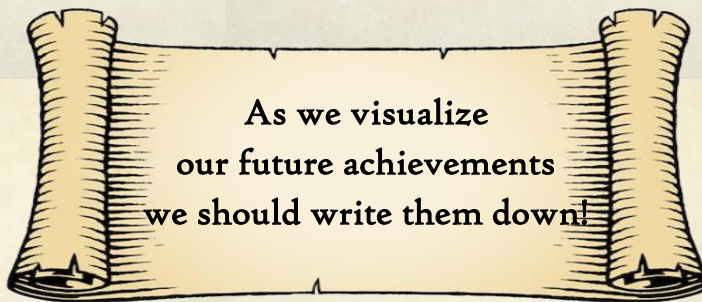 As we visualize
our future achievements
we should write them down!